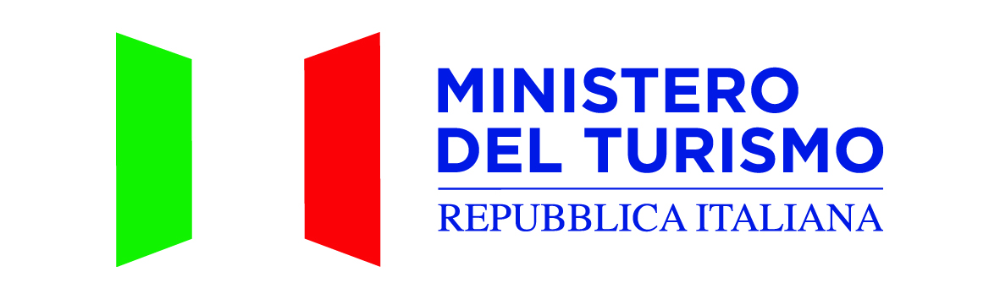 MINISTERO
DEL TURISMO
REPUBBLICA ITALIANA